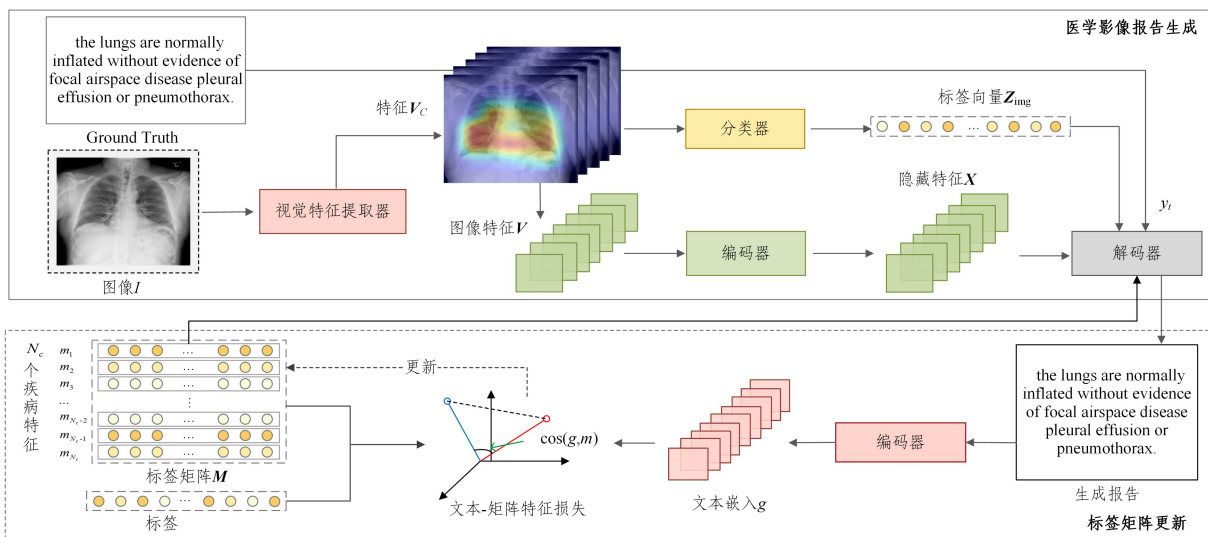 医学影像报告生成
the lungs are normally
inflated without evidence of
focal airspace disease pleural
effusion or pneumothorax.
Ground Truth
图像I
视觉特征提取器
特征V_C
图像特征V
分类器
编码器
标签向量Z_img
隐藏特征X
y_t
解码器
N_c
个
疾
病
特
征
m_1
m_2
m_3
...
m_{N_c-2}
m_{N_c-1}
m_{N_c}
...
...
...
⋮
...
...
...
标签矩阵M
...
标签
更新
cos(g,m)
文本-矩阵特征损失
文本嵌入g
编码器
the lungs are normally
inflated without evidence
of focal airspace disease
pleural effusion or
pneumothorax.
生成报告
标签矩阵更新